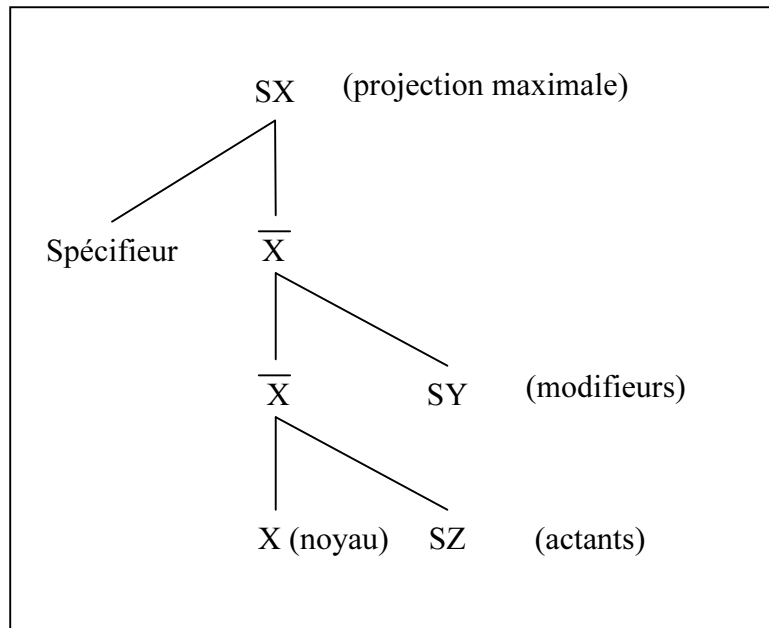 SX (projection maximale)
Spécifieur X̅
X̅ SY (modifieurs)
X (noyau) SZ (actants)